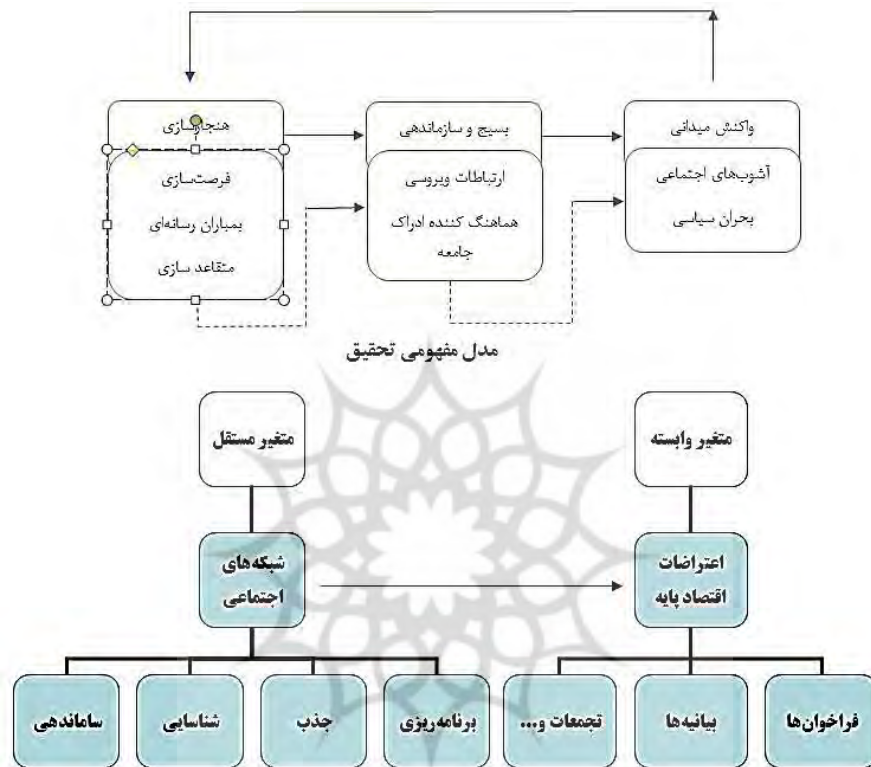 هنجارسازی
فرصت‌سازی
بمباران رسانه‌ای
متقاعد سازی
بسیج و سازماندهی
ارتباطات ویروسی
هماهنگ کننده ادراک
جامعه
واکنش میدانی
آشوب‌های اجتماعی
بحران سیاسی
مدل مفهومی تحقیق
متغیر وابسته
متغیر مستقل
اعتراضات
اقتصاد پایه
شبکه‌های
اجتماعی
فراخوان‌ها
بیانیه‌ها
تجمعات و...
برنامه‌ریزی
جذب
شناسایی
ساماندهی